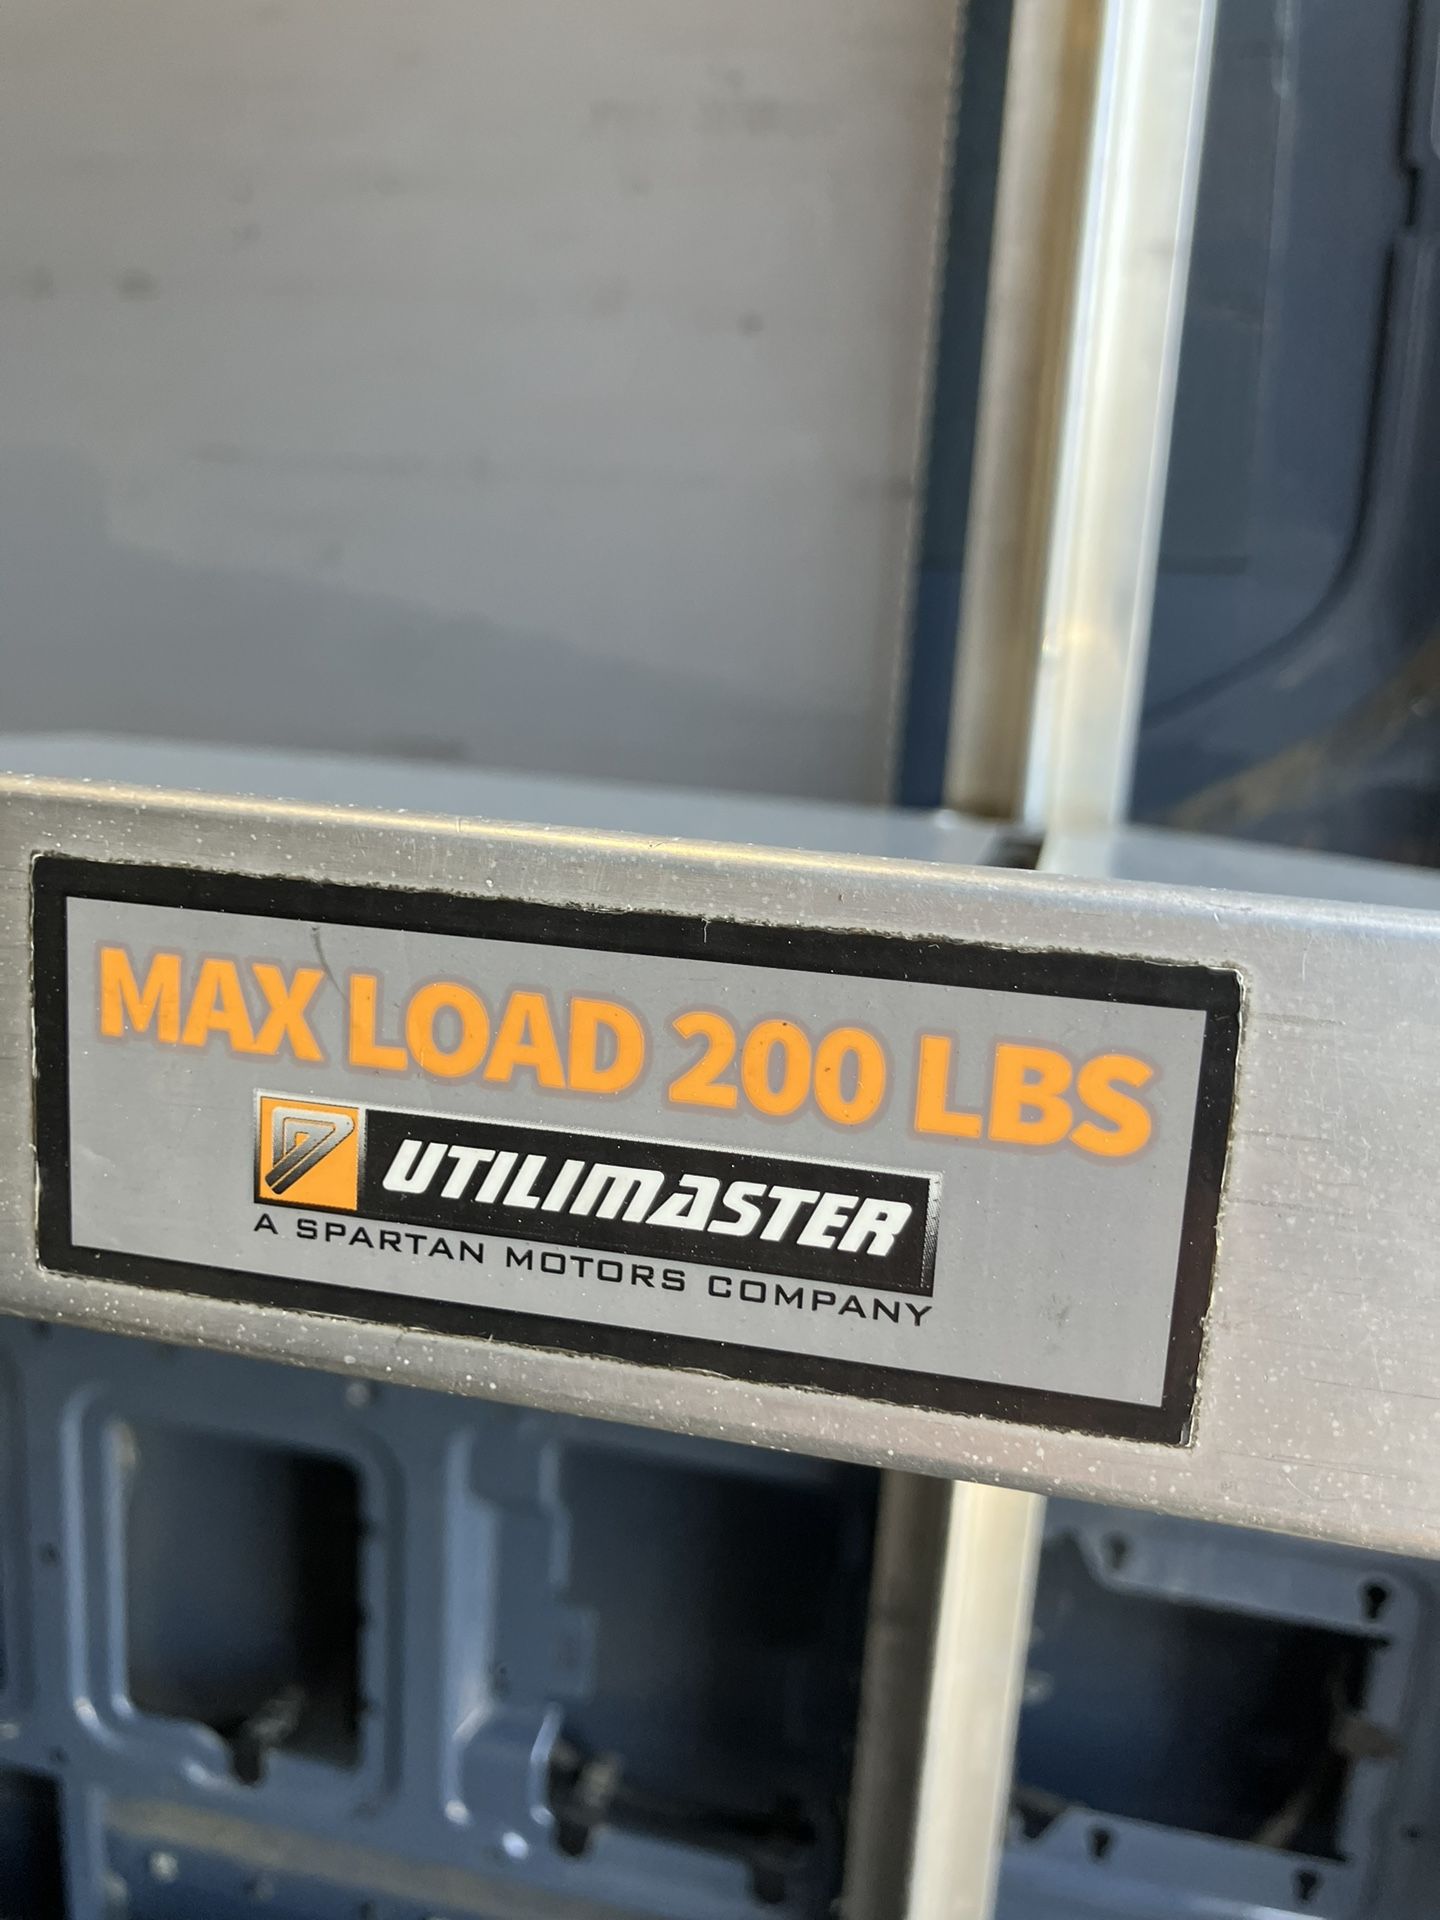 MAX LOAD 200 LBS
UTILIMASTER
A SPARTAN MOTORS COMPANY